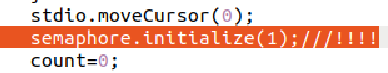 stdio.moveCursor(0);
semaphore.initialize(1);///!!!!
count=0;